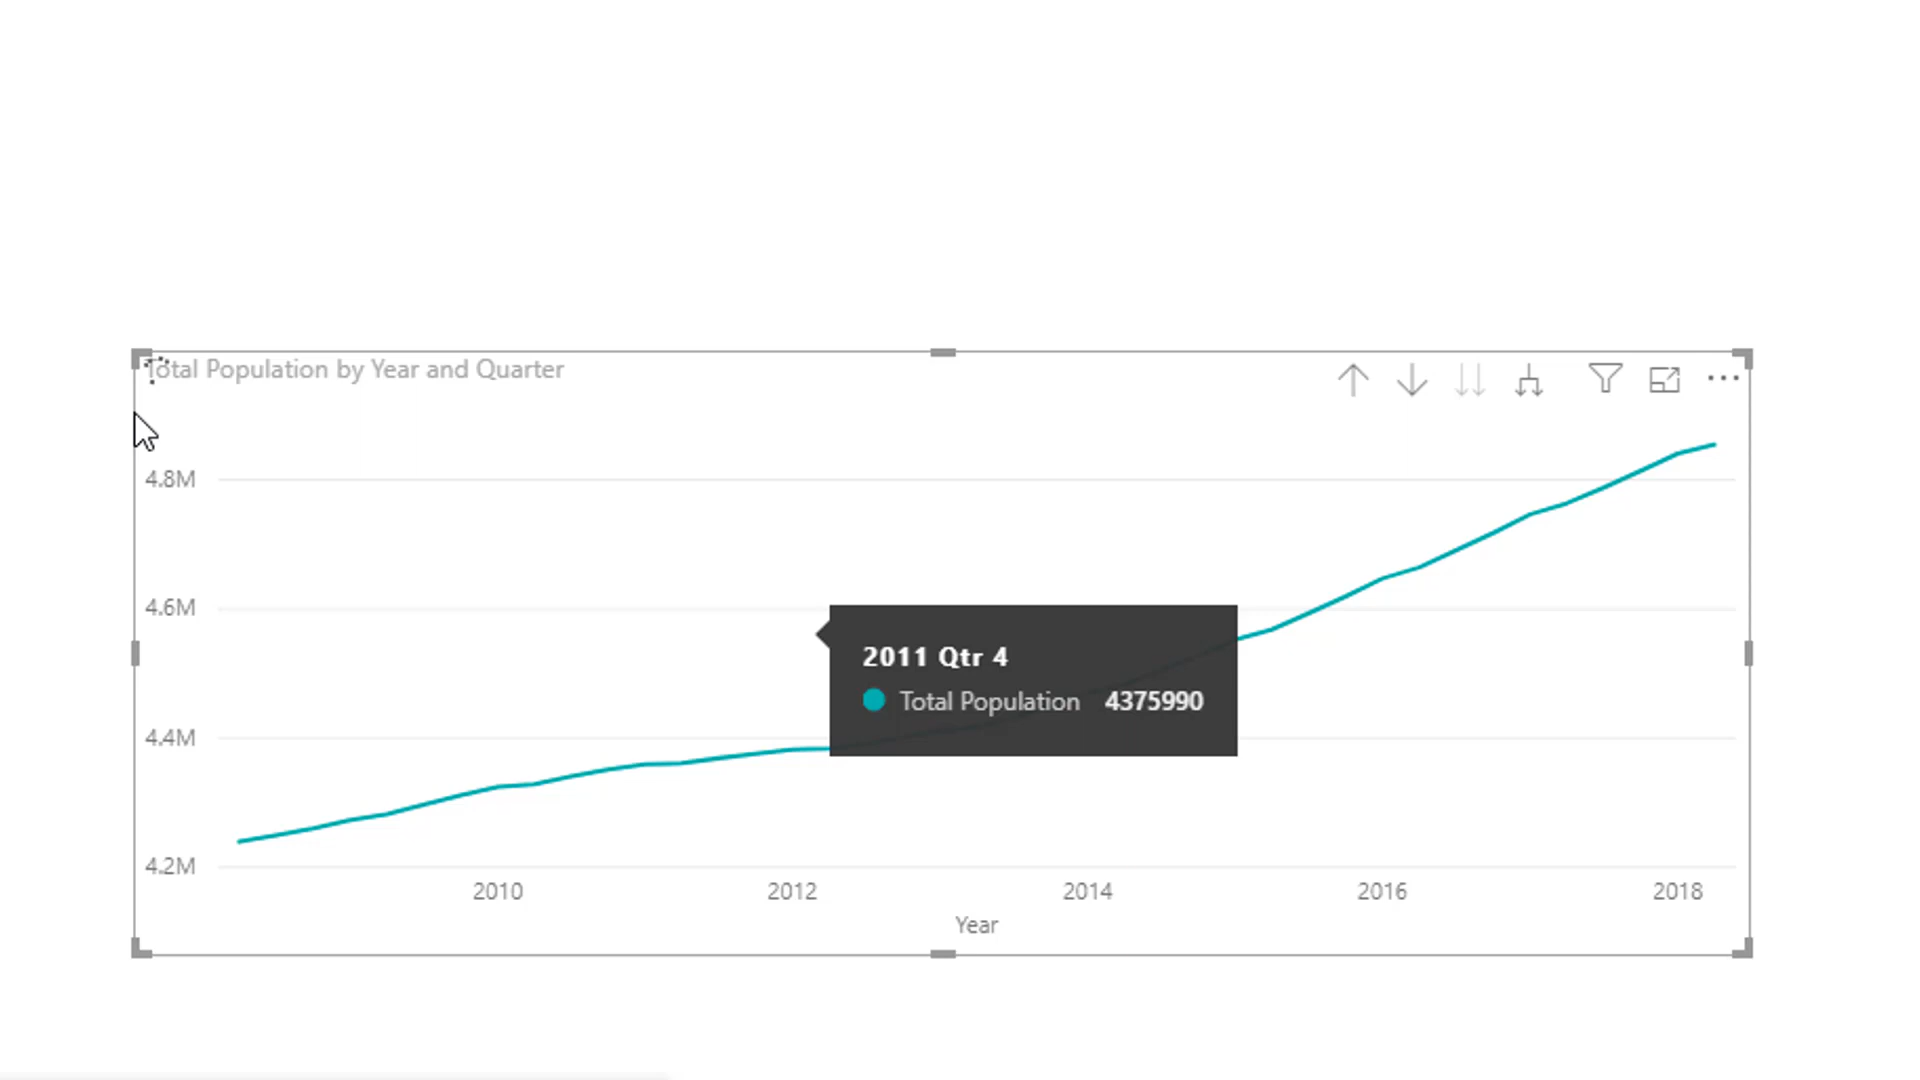 Total Population by Year and Quarter
4.8M
4.6M
2011 Qtr 4
Total Population 4375990
4.4M
4.2M
2010 2012 2014 2016 2018
Year